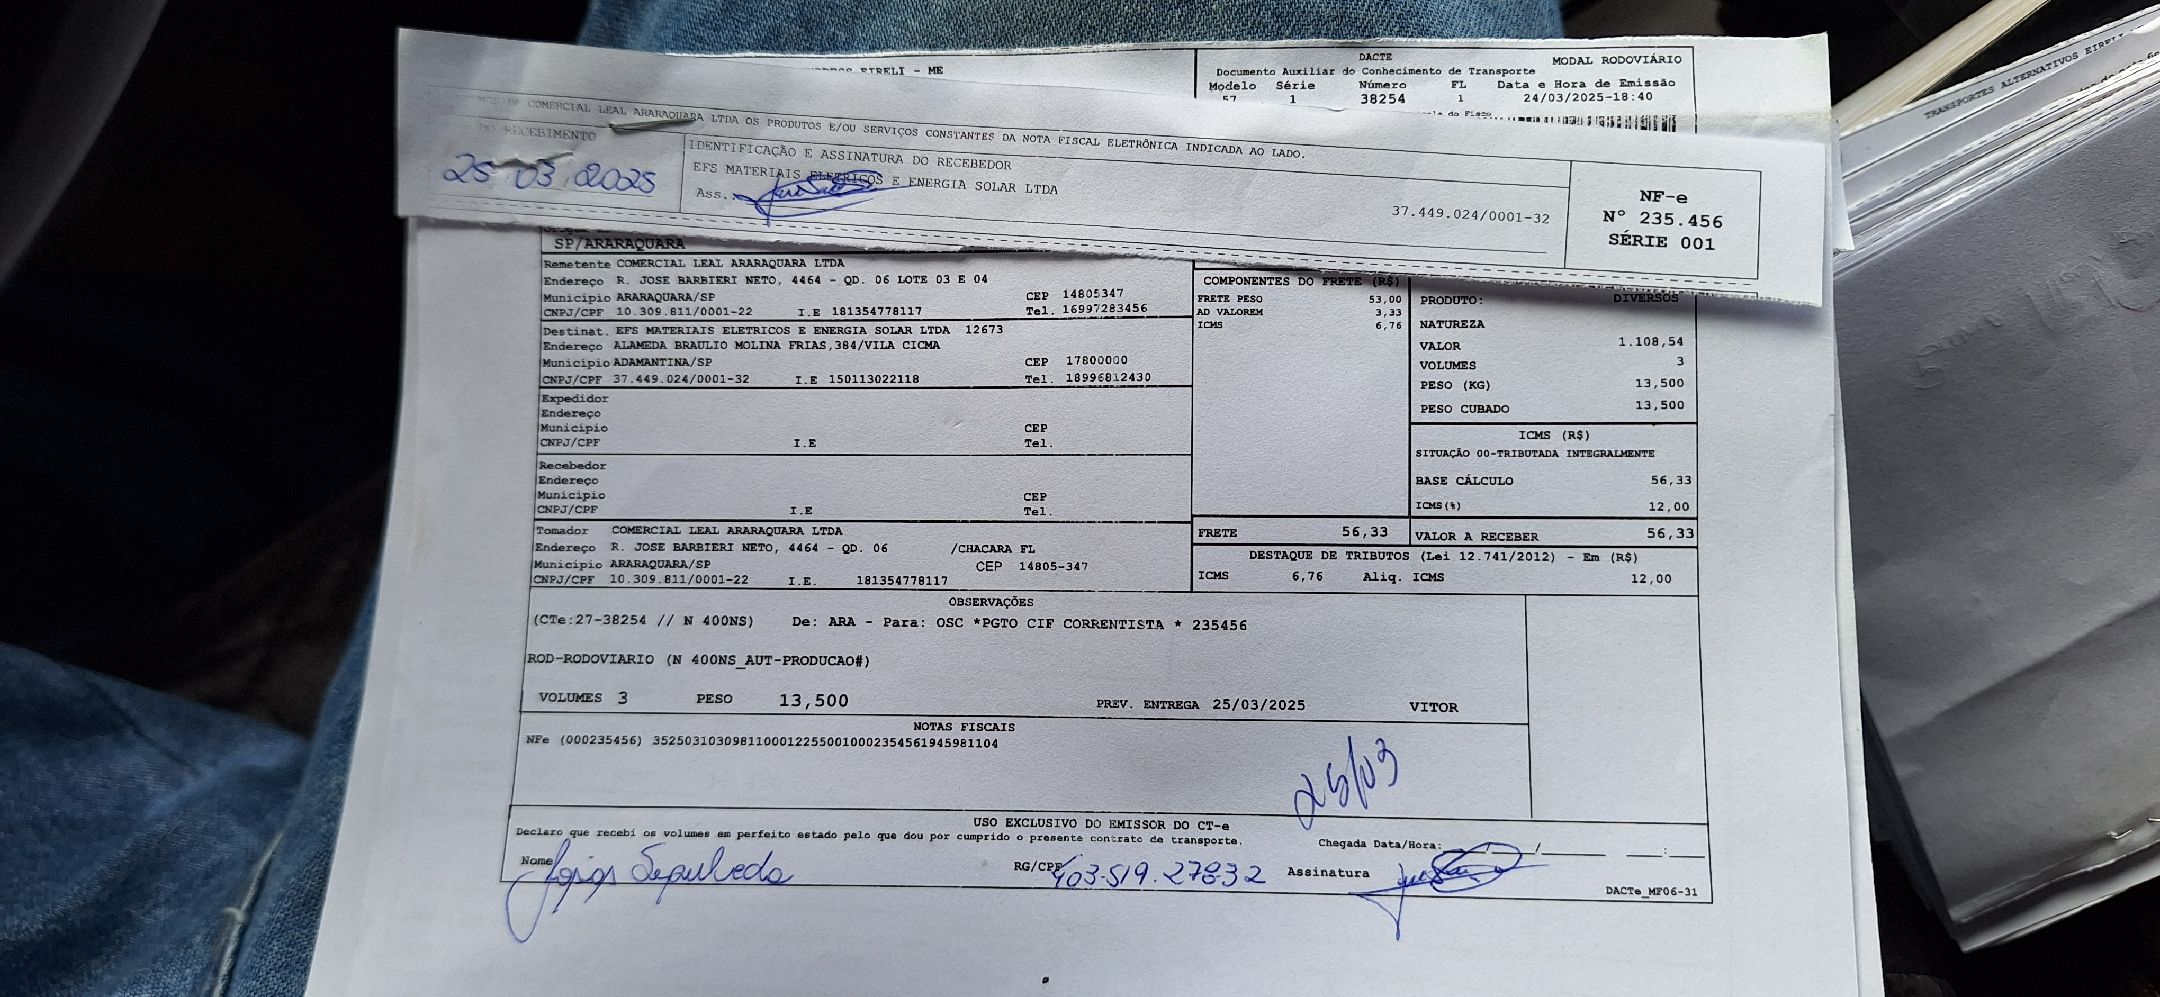 EIRELI - ME
DACTE
MODAL RODOVIÁRIO
Documento Auxiliar do Conhecimento de Transporte
Modelo Série Número FL Data e Hora de Emissão
57 1 38254 1 24/03/2025-18:40
DE COMERCIAL LEAL ARARAQUARA LTDA OS PRODUTOS E/OU SERVIÇOS CONSTANTES DA NOTA FISCAL ELETRÔNICA INDICADA AO LADO.
RECEBIMENTO
25 03 2025
IDENTIFICAÇÃO E ASSINATURA DO RECEBEDOR
EFS MATERIAIS ELETRICOS E ENERGIA SOLAR LTDA
Ass.
37.449.024/0001-32
NF-e
Nº 235.456
SÉRIE 001
SP/ARARAQUARA
Remetente COMERCIAL LEAL ARARAQUARA LTDA
Endereço R. JOSE BARBIERI NETO, 4464 - QD. 06 LOTE 03 E 04
Município ARARAQUARA/SP CEP 14805347
CNPJ/CPF 10.309.811/0001-22 I.E 181354778117 Tel. 16997283456
Destinat. EFS MATERIAIS ELETRICOS E ENERGIA SOLAR LTDA 12673
Endereço ALAMEDA BRAULIO MOLINA FRIAS,384/VILA CICMA
Município ADAMANTINA/SP CEP 17800000
CNPJ/CPF 37.449.024/0001-32 I.E 150113022118 Tel. 18996812430
Expedidor
Endereço
Município CEP
CNPJ/CPF I.E Tel.
Recebedor
Endereço
Município CEP
CNPJ/CPF I.E Tel.
Tomador COMERCIAL LEAL ARARAQUARA LTDA
Endereço R. JOSE BARBIERI NETO, 4464 - QD. 06 /CHACARA FL
Município ARARAQUARA/SP CEP 14805-347
CNPJ/CPF 10.309.811/0001-22 I.E. 181354778117
COMPONENTES DO FRETE (R$)
FRETE PESO 53,00
AD VALOREM 3,33
ICMS 6,76
PRODUTO: DIVERSOS
NATUREZA
VALOR 1.108,54
VOLUMES 3
PESO (KG) 13,500
PESO CUBADO 13,500
ICMS (R$)
SITUAÇÃO 00-TRIBUTADA INTEGRALMENTE
BASE CÁLCULO 56,33
ICMS(%) 12,00
FRETE 56,33 VALOR A RECEBER 56,33
DESTAQUE DE TRIBUTOS (Lei 12.741/2012) - Em (R$)
ICMS 6,76 Aliq. ICMS 12,00
OBSERVAÇÕES
(CTe:27-38254 // N 400NS) De: ARA - Para: OSC *PGTO CIF CORRENTISTA * 235456
ROD-RODOVIARIO (N 400NS_AUT-PRODUCAO#)
VOLUMES 3 PESO 13,500 PREV. ENTREGA 25/03/2025 VITOR
NOTAS FISCAIS
NFe (000235456) 35250310309811000122550010002354561945981104
25/03
USO EXCLUSIVO DO EMISSOR DO CT-e
Declaro que recebi os volumes em perfeito estado pelo que dou por cumprido o presente contrato de transporte.
Chegada Data/Hora: / / :
Nome Sepulveda RG/CPF Assinatura
DACTe_MF06-31
TRANSPORTES ALTERNATIVOS EIRELI